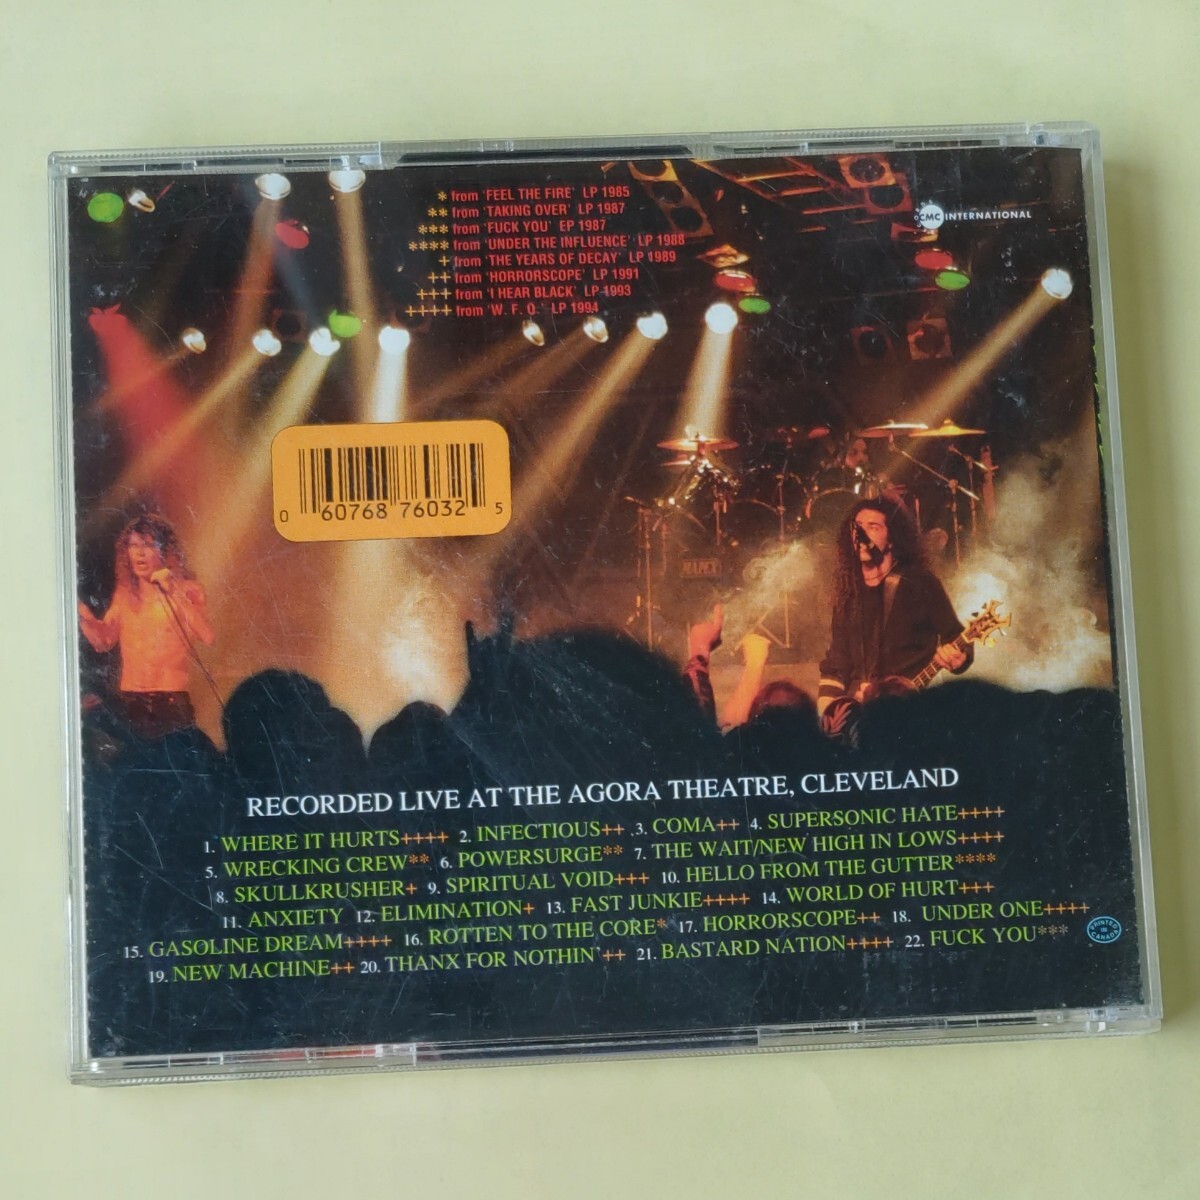 * from 'FEEL THE FIRE' LP 1985
** from 'TAKING OVER' LP 1987
*** from 'FUCK YOU' EP 1987
**** from 'UNDER THE INFLUENCE' LP 1988
+ from 'THE YEARS OF DECAY' LP 1989
++ from 'HORRORSCOPE' LP 1991
+++ from 'I HEAR BLACK' LP 1993
++++ from 'W. F. O.' LP 1994
CMC INTERNATIONAL
0 60768 76032 5
MAPEX
RECORDED LIVE AT THE AGORA THEATRE, CLEVELAND
1. WHERE IT HURTS++++ 2. INFECTIOUS++ 3. COMA++ 4. SUPERSONIC HATE++++
5. WRECKING CREW** 6. POWERSURGE** 7. THE WAIT/NEW HIGH IN LOWS++++
8. SKULLKRUSHER+ 9. SPIRITUAL VOID+++ 10. HELLO FROM THE GUTTER****
11. ANXIETY 12. ELIMINATION+ 13. FAST JUNKIE++++ 14. WORLD OF HURT+++
15. GASOLINE DREAM++++ 16. ROTTEN TO THE CORE* 17. HORRORSCOPE++ 18. UNDER ONE++++
19. NEW MACHINE++ 20. THANX FOR NOTHIN'++ 21. BASTARD NATION++++ 22. FUCK YOU***
PRINTED IN CANADA